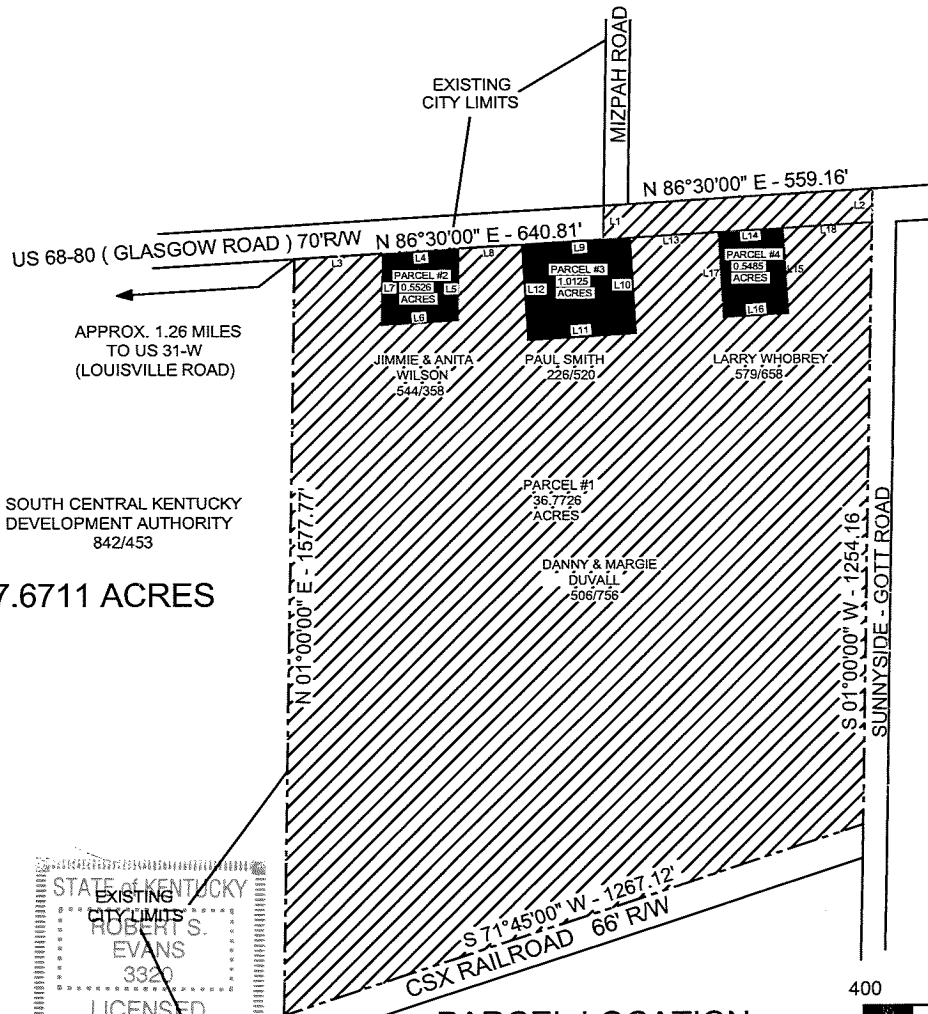 MIZPAH ROAD
EXISTING
CITY LIMITS
N 86°30'00" E - 559.16'
L1
L2
US 68-80 ( GLASGOW ROAD ) 70'R/W
N 86°30'00" E - 640.81'
L3
L4
L8
L9
L13
L14
L18
PARCEL #2
L7
0.5526
L5
ACRES
L6
PARCEL #3
L12
1.0125
L10
ACRES
L11
PARCEL #4
L17
0.5485
L15
ACRES
L16
APPROX. 1.26 MILES
TO US 31-W
(LOUISVILLE ROAD)
JIMMIE & ANITA
WILSON
544/358
PAUL SMITH
226/520
LARRY WHOBREY
579/658
SOUTH CENTRAL KENTUCKY
DEVELOPMENT AUTHORITY
842/453
PARCEL #1
36.7726
ACRES
DANNY & MARGIE
DUVALL
506/756
7.6711 ACRES
N 01°00'00" E - 1577.77'
S 01°00'00" W - 1254.16
SUNNYSIDE - GOTT ROAD
STATE of KENTUCKY
EXISTING
CITY LIMITS
ROBERT S.
EVANS
3320
LICENSED
S 71°45'00" W - 1267.12'
CSX RAILROAD 66' R/W
400
PARCEL LOCATION